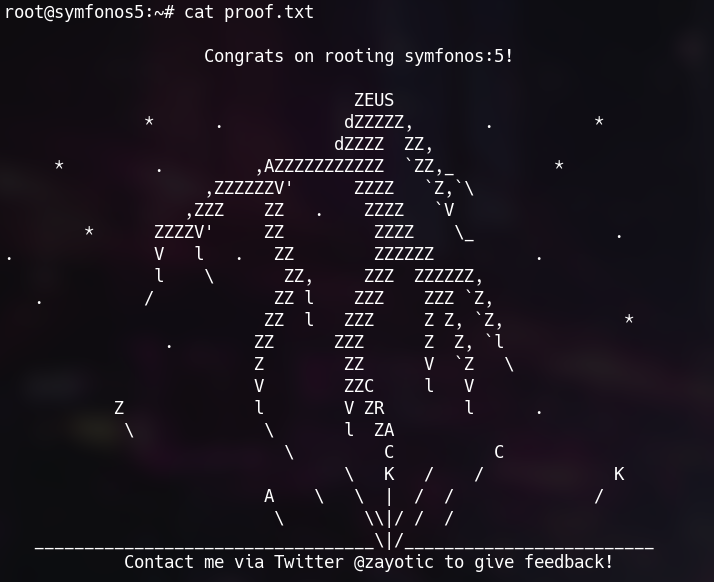 root@symfonos5:~# cat proof.txt

                    Congrats on rooting symfonos:5!

                                   ZEUS
              *      .            dZZZZZ,       .          *
                                 dZZZZ  ZZ,
     *         .         ,AZZZZZZZZZZZ  `ZZ,_          *
                    ,ZZZZZZV'      ZZZZ   `Z,`\
                  ,ZZZ    ZZ   .    ZZZZ   `V
        *      ZZZZV'     ZZ         ZZZZ    \_              .
.              V   l   .   ZZ        ZZZZZZ          .
               l    \       ZZ,     ZZZ  ZZZZZZ,
   .          /            ZZ l    ZZZ    ZZZ `Z,
                          ZZ  l   ZZZ     Z Z, `Z,            *
                .        ZZ      ZZZ      Z  Z, `l
                         Z        ZZ      V  `Z   \
                         V        ZZC     l   V
           Z             l        V ZR        l      .
            \             \       l  ZA
                            \         C          C
                                  \   K   /    /             K
                          A    \   \  |  /  /              /
                           \        \\|/ /  /
   __________________________________\|/_________________________
            Contact me via Twitter @zayotic to give feedback!